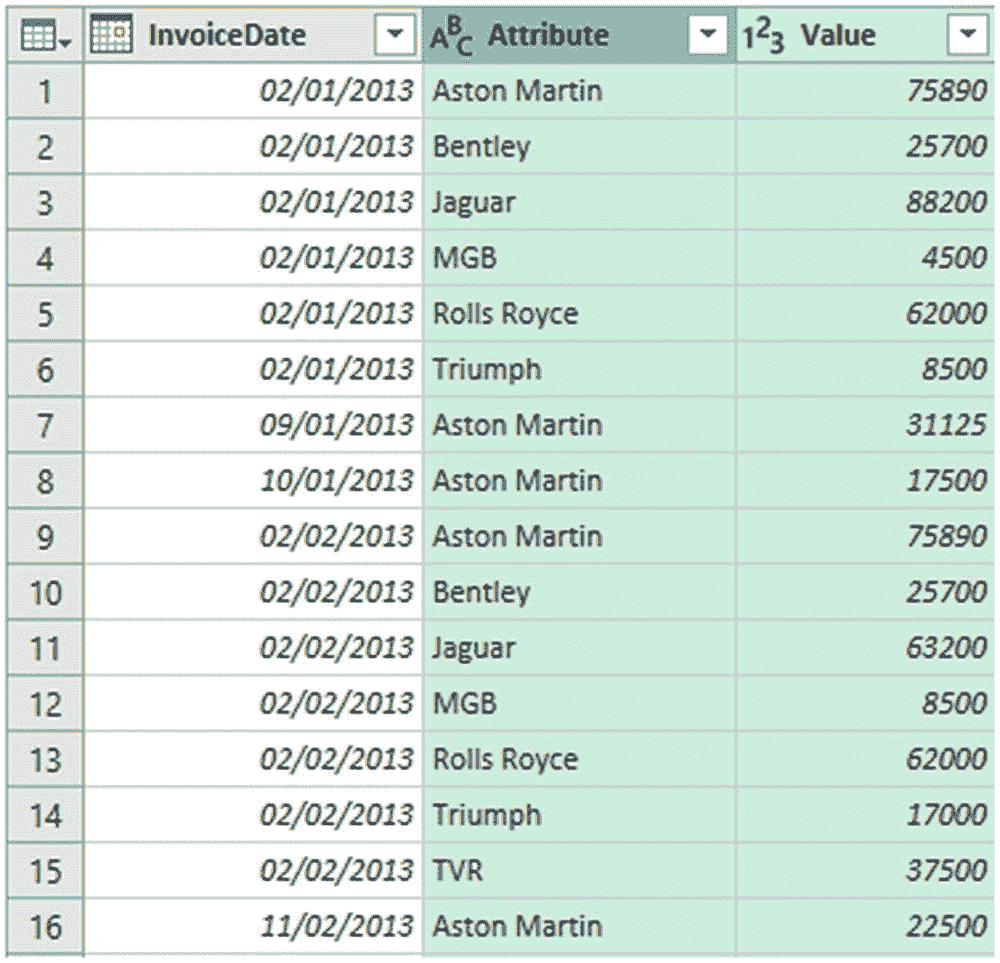 InvoiceDate ABC Attribute 123 Value
1 02/01/2013 Aston Martin 75890
2 02/01/2013 Bentley 25700
3 02/01/2013 Jaguar 88200
4 02/01/2013 MGB 4500
5 02/01/2013 Rolls Royce 62000
6 02/01/2013 Triumph 8500
7 09/01/2013 Aston Martin 31125
8 10/01/2013 Aston Martin 17500
9 02/02/2013 Aston Martin 75890
10 02/02/2013 Bentley 25700
11 02/02/2013 Jaguar 63200
12 02/02/2013 MGB 8500
13 02/02/2013 Rolls Royce 62000
14 02/02/2013 Triumph 17000
15 02/02/2013 TVR 37500
16 11/02/2013 Aston Martin 22500